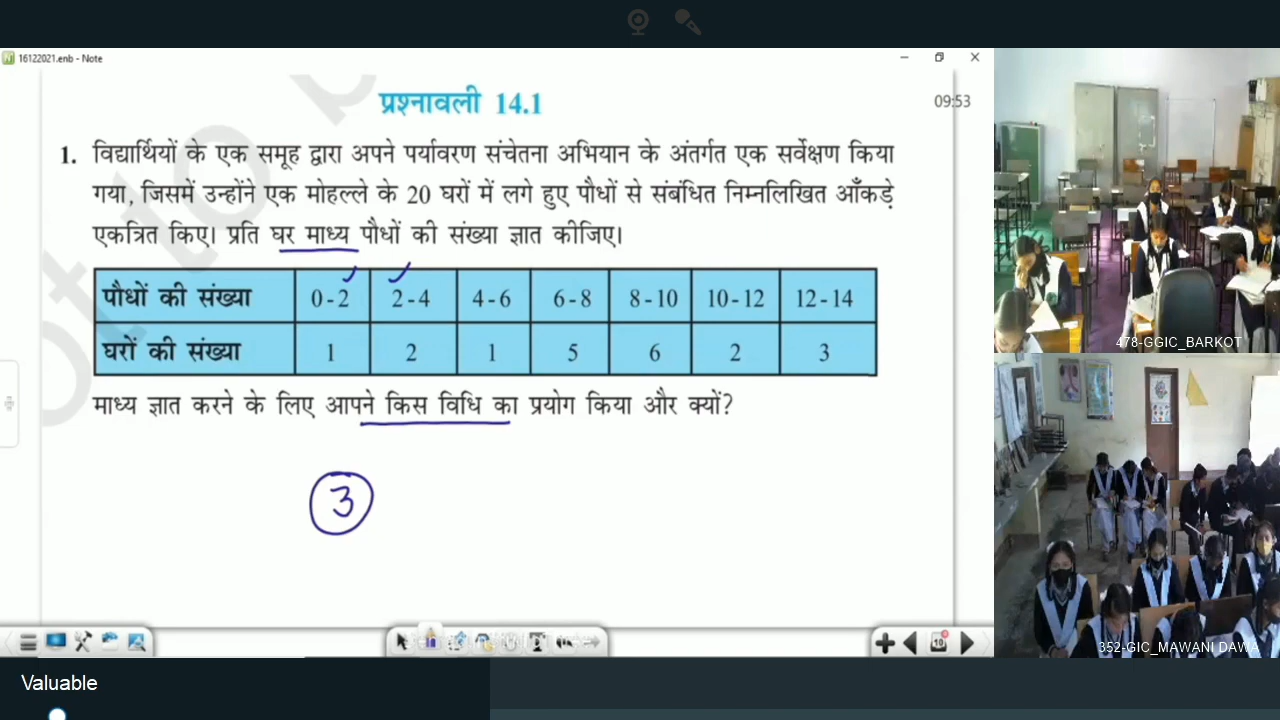 16122021.enb - Note
प्रश्नावली 14.1
09:53
1. विद्यार्थियों के एक समूह द्वारा अपने पर्यावरण संचेतना अभियान के अंतर्गत एक सर्वेक्षण किया
गया, जिसमें उन्होंने एक मोहल्ले के 20 घरों में लगे हुए पौधों से संबंधित निम्नलिखित आँकड़े
एकत्रित किए। प्रति घर माध्य पौधों की संख्या ज्ञात कीजिए।
पौधों की संख्या 0-2 2-4 4-6 6-8 8-10 10-12 12-14
घरों की संख्या 1 2 1 5 6 2 3
माध्य ज्ञात करने के लिए आपने किस विधि का प्रयोग किया और क्यों?
3
478-GGIC_BARKOT
352-GIC_MAWANI DAWA
10
Valuable